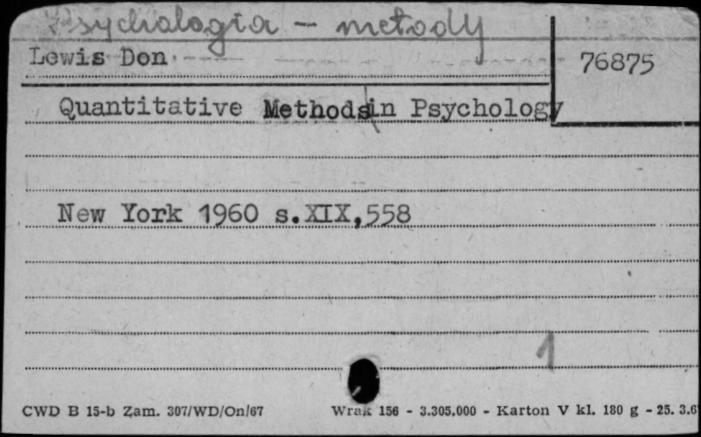 Psychologia - metody
Lewis Don
76875
Quantitative Methods in Psychology
New York 1960 s.XIX,558
1
CWD B 15-b Zam. 307/WD/On/67 Wrak 156 - 3.305.000 - Karton V kl. 180 g - 25. 3.6